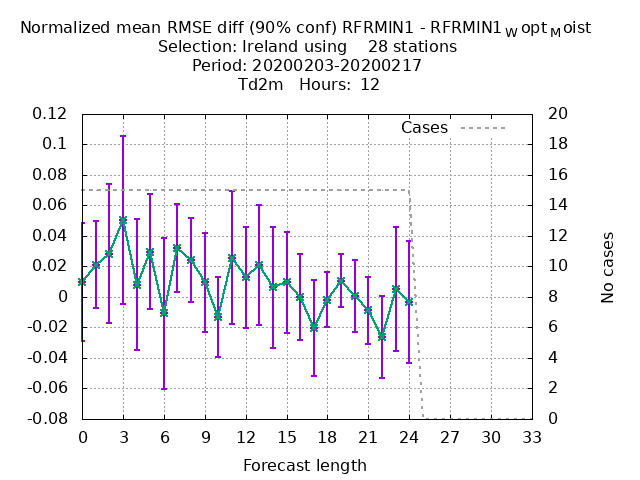 Normalized mean RMSE diff (90% conf) RFRMIN1 - RFRMIN1WoptMoist
Selection: Ireland using 28 stations
Period: 20200203-20200217
Td2m Hours: 12
0.12 20
Cases
0.1 18
0.08 16
0.06 14
0.04 12
0.02 10
0 8
-0.02 6
-0.04 4
-0.06 2
-0.08 0
No cases
0 3 6 9 12 15 18 21 24 27 30 33
Forecast length